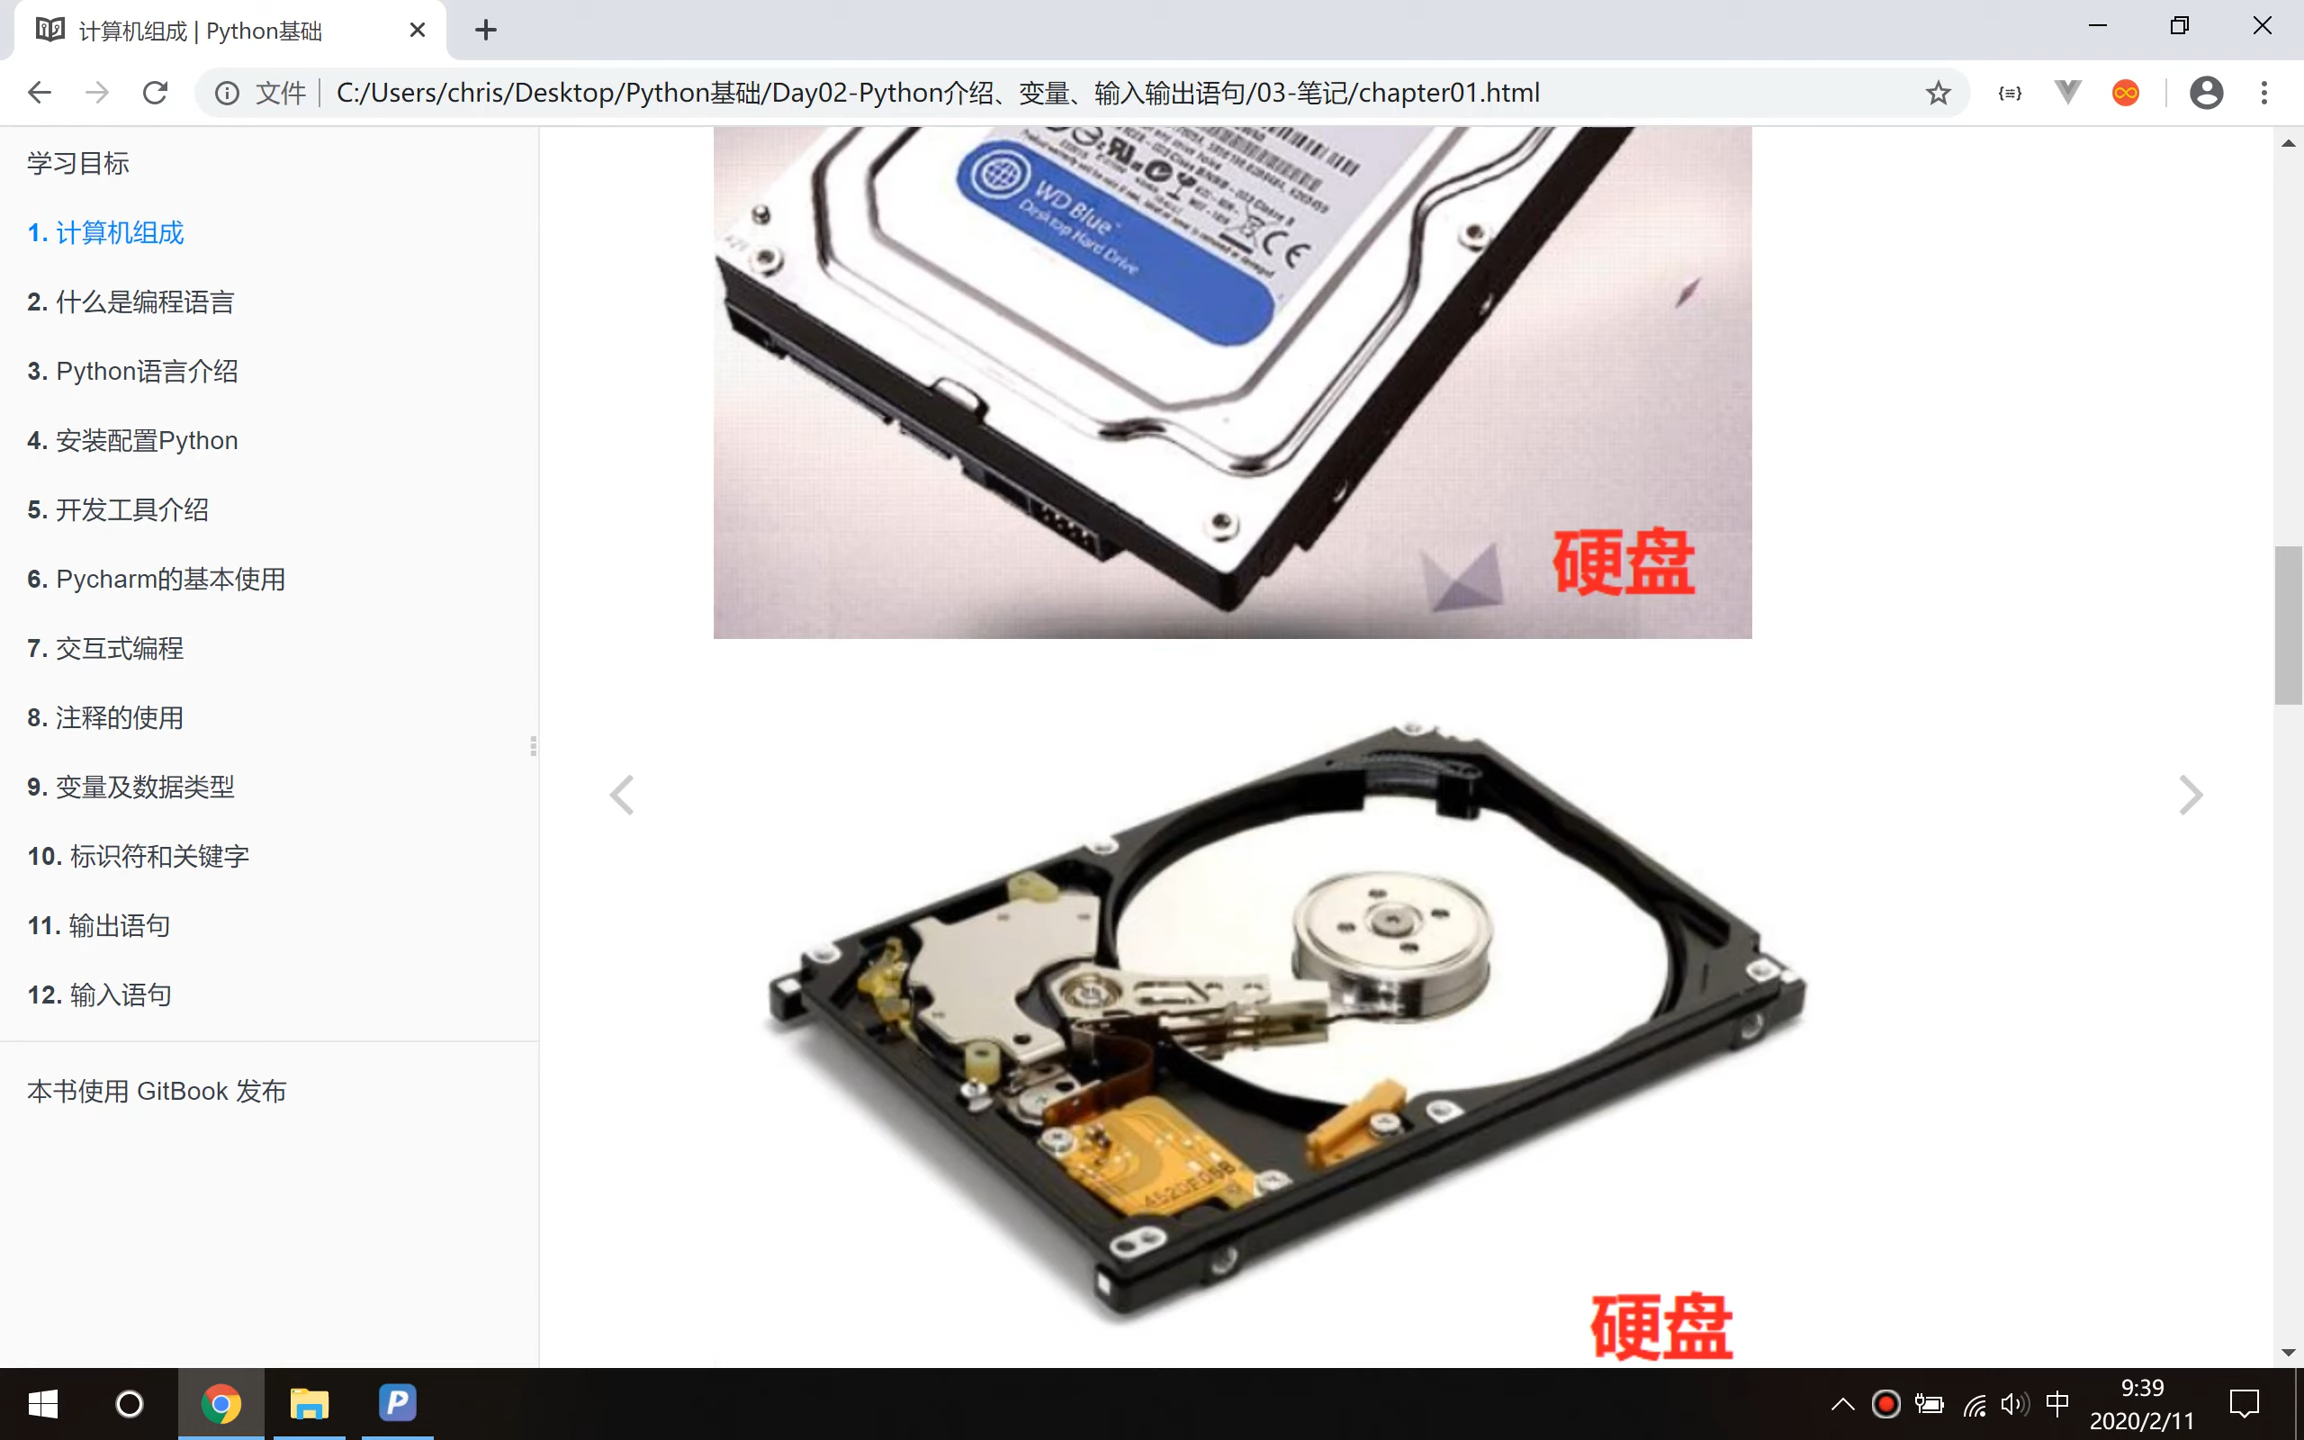 计算机组成 | Python基础
文件
C:/Users/chris/Desktop/Python基础/Day02-Python介绍、变量、输入输出语句/03-笔记/chapter01.html
学习目标
1. 计算机组成
2. 什么是编程语言
3. Python语言介绍
4. 安装配置Python
5. 开发工具介绍
6. Pycharm的基本使用
7. 交互式编程
8. 注释的使用
9. 变量及数据类型
10. 标识符和关键字
11. 输出语句
12. 输入语句
本书使用 GitBook 发布
WD Blue™
Desktop Hard Drive
硬盘
硬盘
中
9:39
2020/2/11